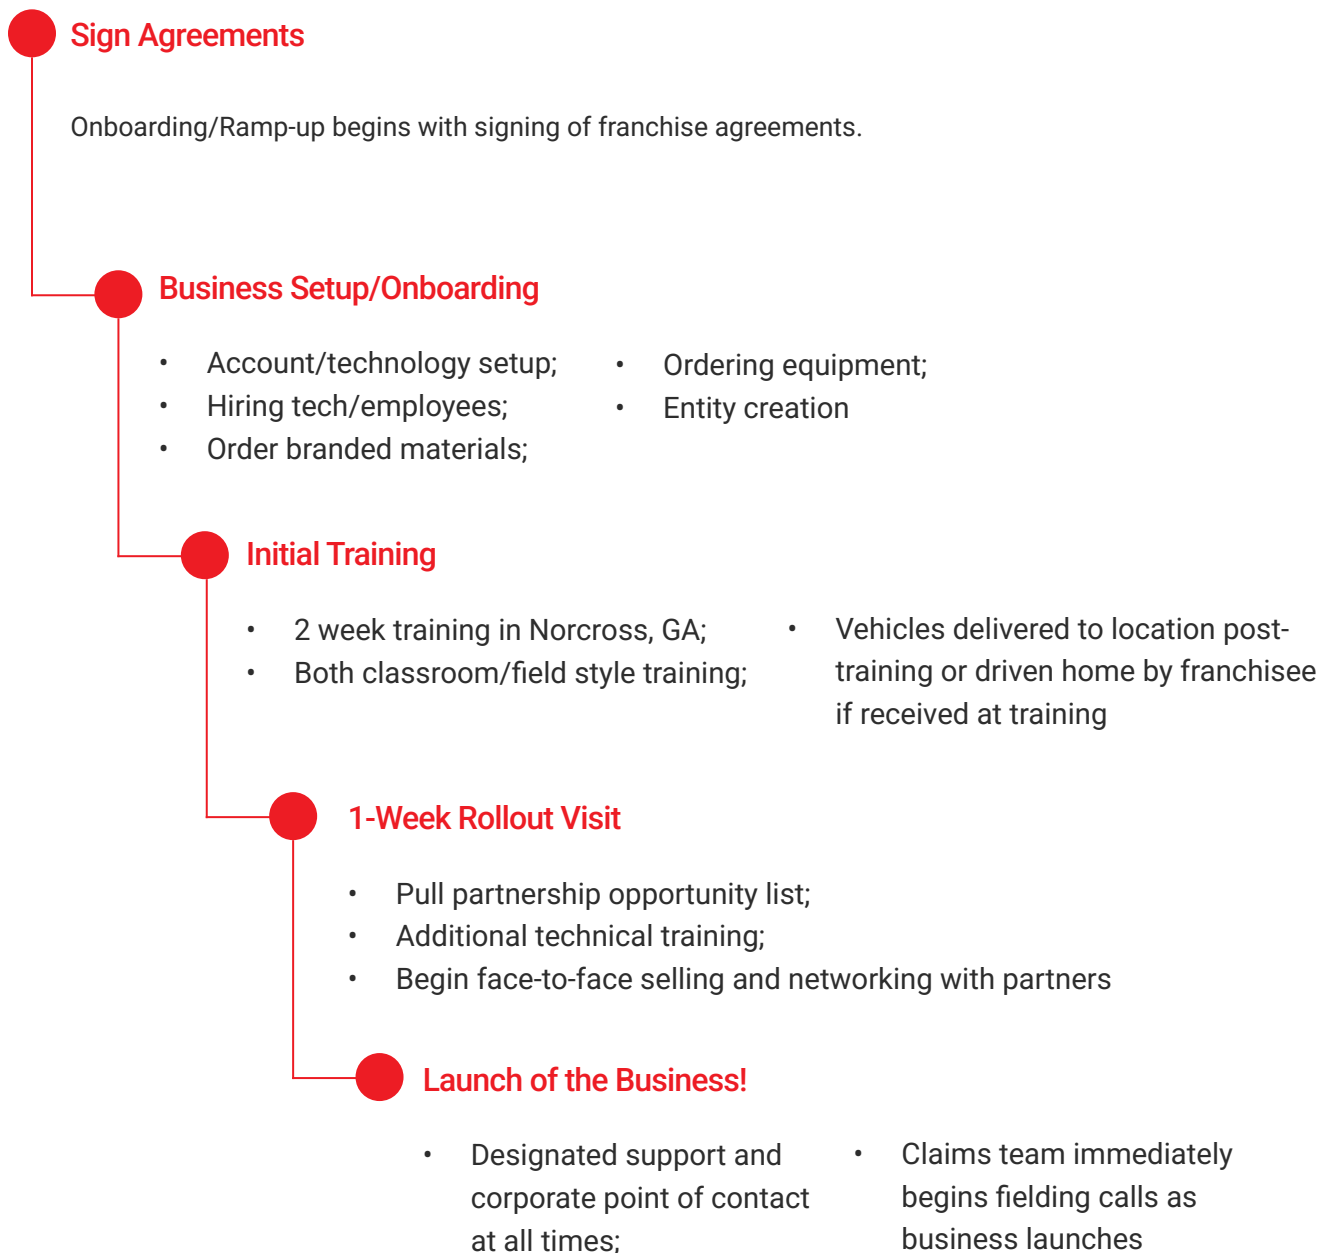 Sign Agreements
Onboarding/Ramp-up begins with signing of franchise agreements.
Business Setup/Onboarding
• Account/technology setup;
• Hiring tech/employees;
• Order branded materials;
• Ordering equipment;
• Entity creation
Initial Training
• 2 week training in Norcross, GA;
• Both classroom/field style training;
• Vehicles delivered to location post-
training or driven home by franchisee
if received at training
1-Week Rollout Visit
• Pull partnership opportunity list;
• Additional technical training;
• Begin face-to-face selling and networking with partners
Launch of the Business!
• Designated support and
corporate point of contact
at all times;
• Claims team immediately
begins fielding calls as
business launches